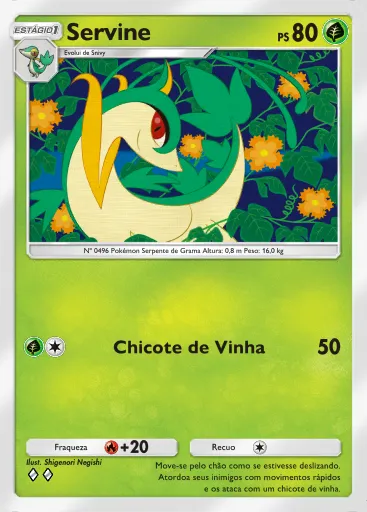 ESTÁGIO 1
Servine
PS 80
Evolui de Snivy
Nº 0496 Pokémon Serpente de Grama Altura: 0,8 m Peso: 16,0 kg
Chicote de Vinha 50
Fraqueza +20
Recuo
Ilust. Shigenori Negishi
Move-se pelo chão como se estivesse deslizando.
Atordoa seus inimigos com movimentos rápidos
e os ataca com um chicote de vinha.